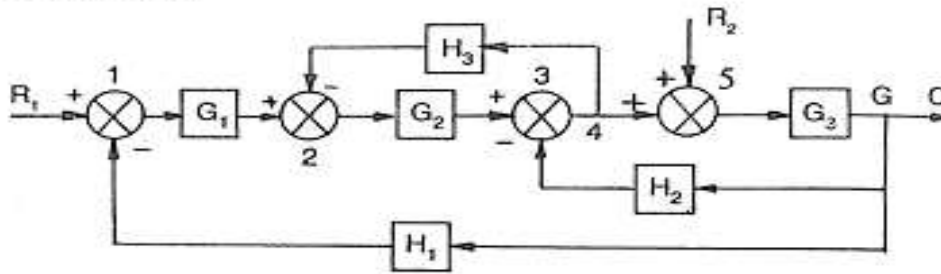 R₂
H₃
1
3
5
R₁ + − + + + G C
G₁ G₂ G₃
− 2 − 4
H₂
H₁